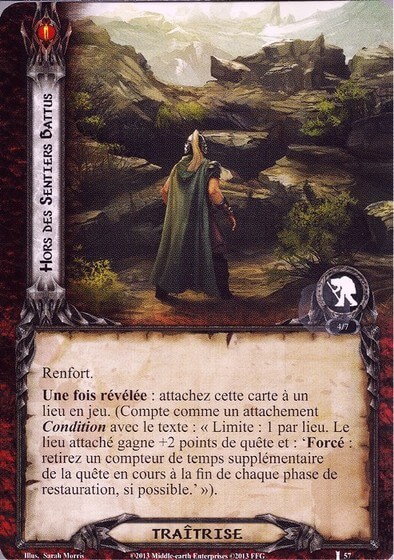 HORS DES SENTIERS BATTUS
4/7
Renfort.
Une fois révélée : attachez cette carte à un
lieu en jeu. (Compte comme un attachement
Condition avec le texte : « Limite : 1 par lieu. Le
lieu attaché gagne +2 points de quête et : ‘Forcé :
retirez un compteur de temps supplémentaire
de la quête en cours à la fin de chaque phase de
restauration, si possible.’ »).
TRAÎTRISE
Illus. Sarah Morris ©2013 Middle-earth Enterprises ©2013 FFG 57